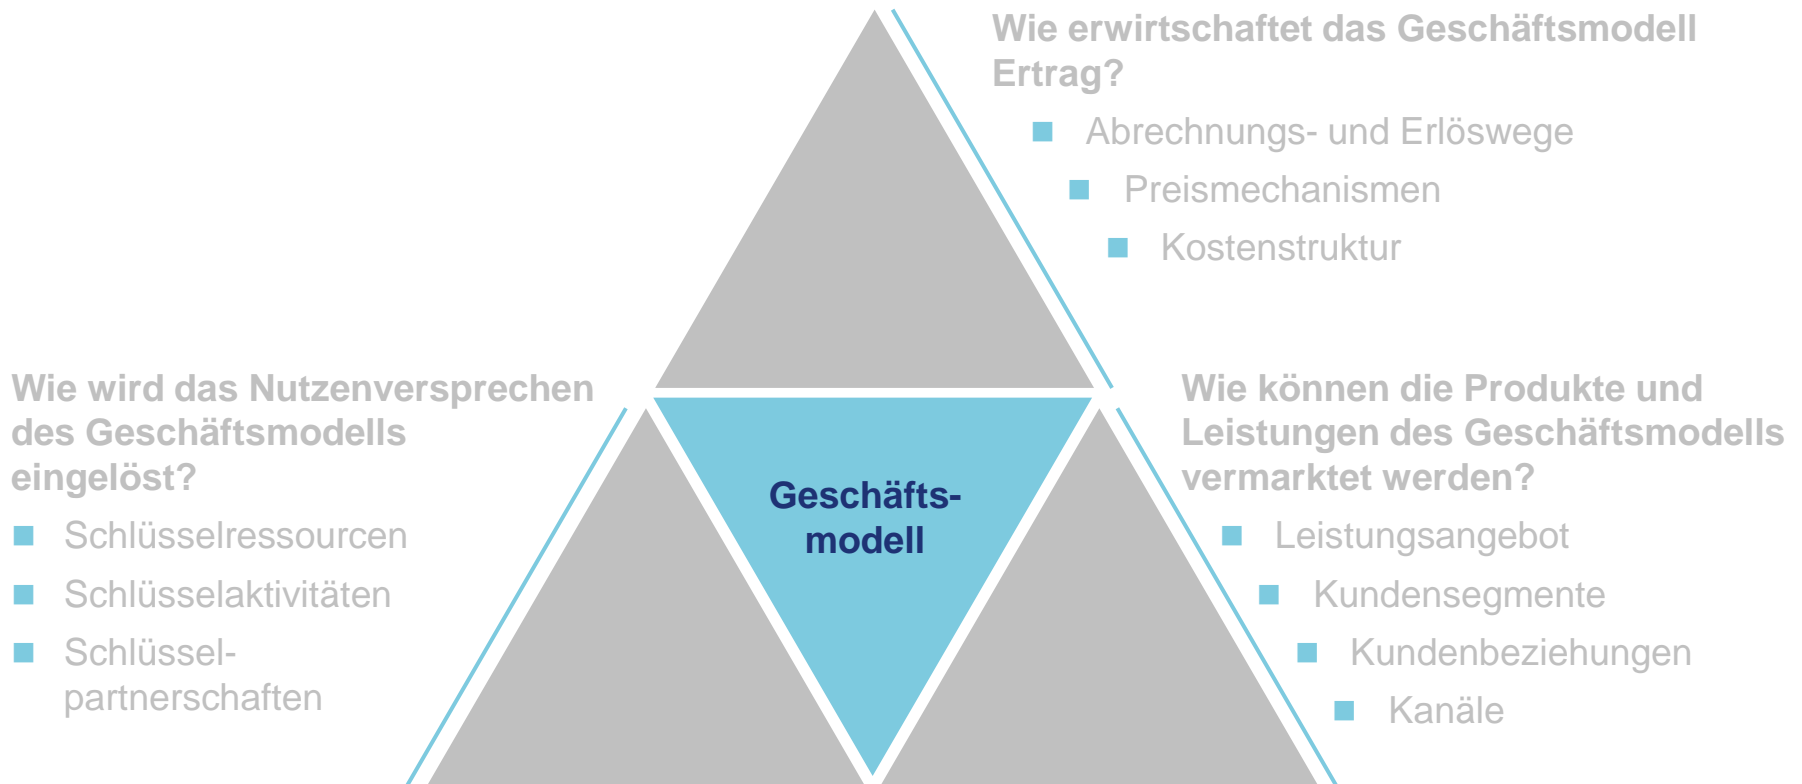 Wie erwirtschaftet das Geschäftsmodell
Ertrag?
Abrechnungs- und Erlöswege
Preismechanismen
Kostenstruktur
Wie wird das Nutzenversprechen
des Geschäftsmodells
eingelöst?
Schlüsselressourcen
Schlüsselaktivitäten
Schlüssel-
partnerschaften
Geschäfts-
modell
Wie können die Produkte und
Leistungen des Geschäftsmodells
vermarktet werden?
Leistungsangebot
Kundensegmente
Kundenbeziehungen
Kanäle